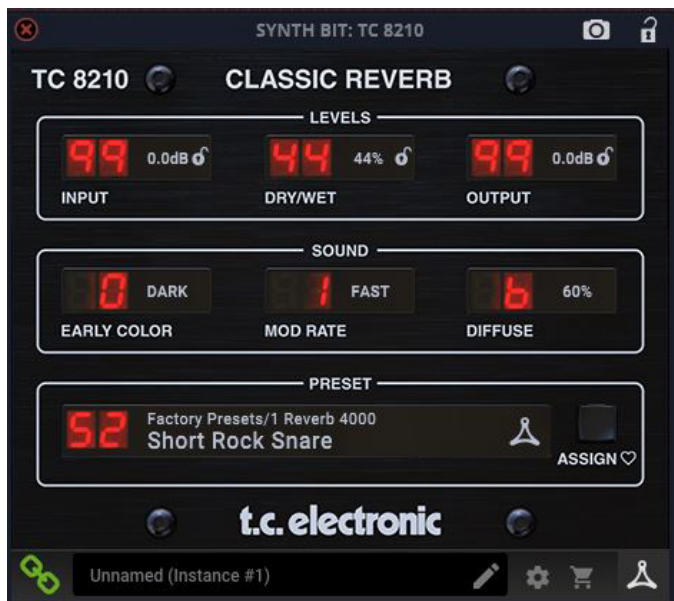 SYNTH BIT: TC 8210
TC 8210 CLASSIC REVERB
LEVELS
99 0.0dB 44 44% 99 0.0dB
INPUT DRY/WET OUTPUT
SOUND
0 DARK 1 FAST b 60%
EARLY COLOR MOD RATE DIFFUSE
PRESET
52 Factory Presets/1 Reverb 4000
Short Rock Snare
ASSIGN
t.c. electronic
Unnamed (Instance #1)